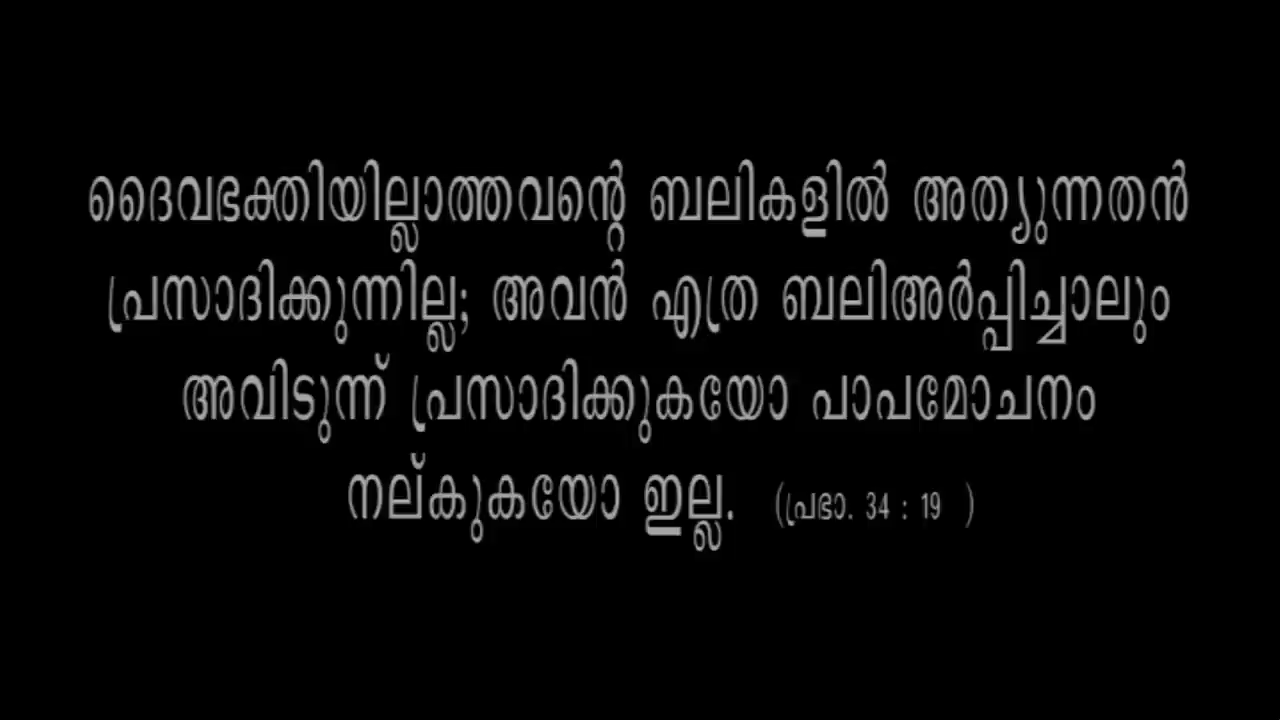 ദൈവഭക്തിയില്ലാത്തവന്റെ ബലികളിൽ അത്യുന്നതൻ
പ്രസാദിക്കുന്നില്ല; അവൻ എത്ര ബലിഅർപ്പിച്ചാലും
അവിടുന്ന് പ്രസാദിക്കുകയോ പാപമോചനം
നല്കുകയോ ഇല്ല. (പ്രഭാ. 34 : 19 )